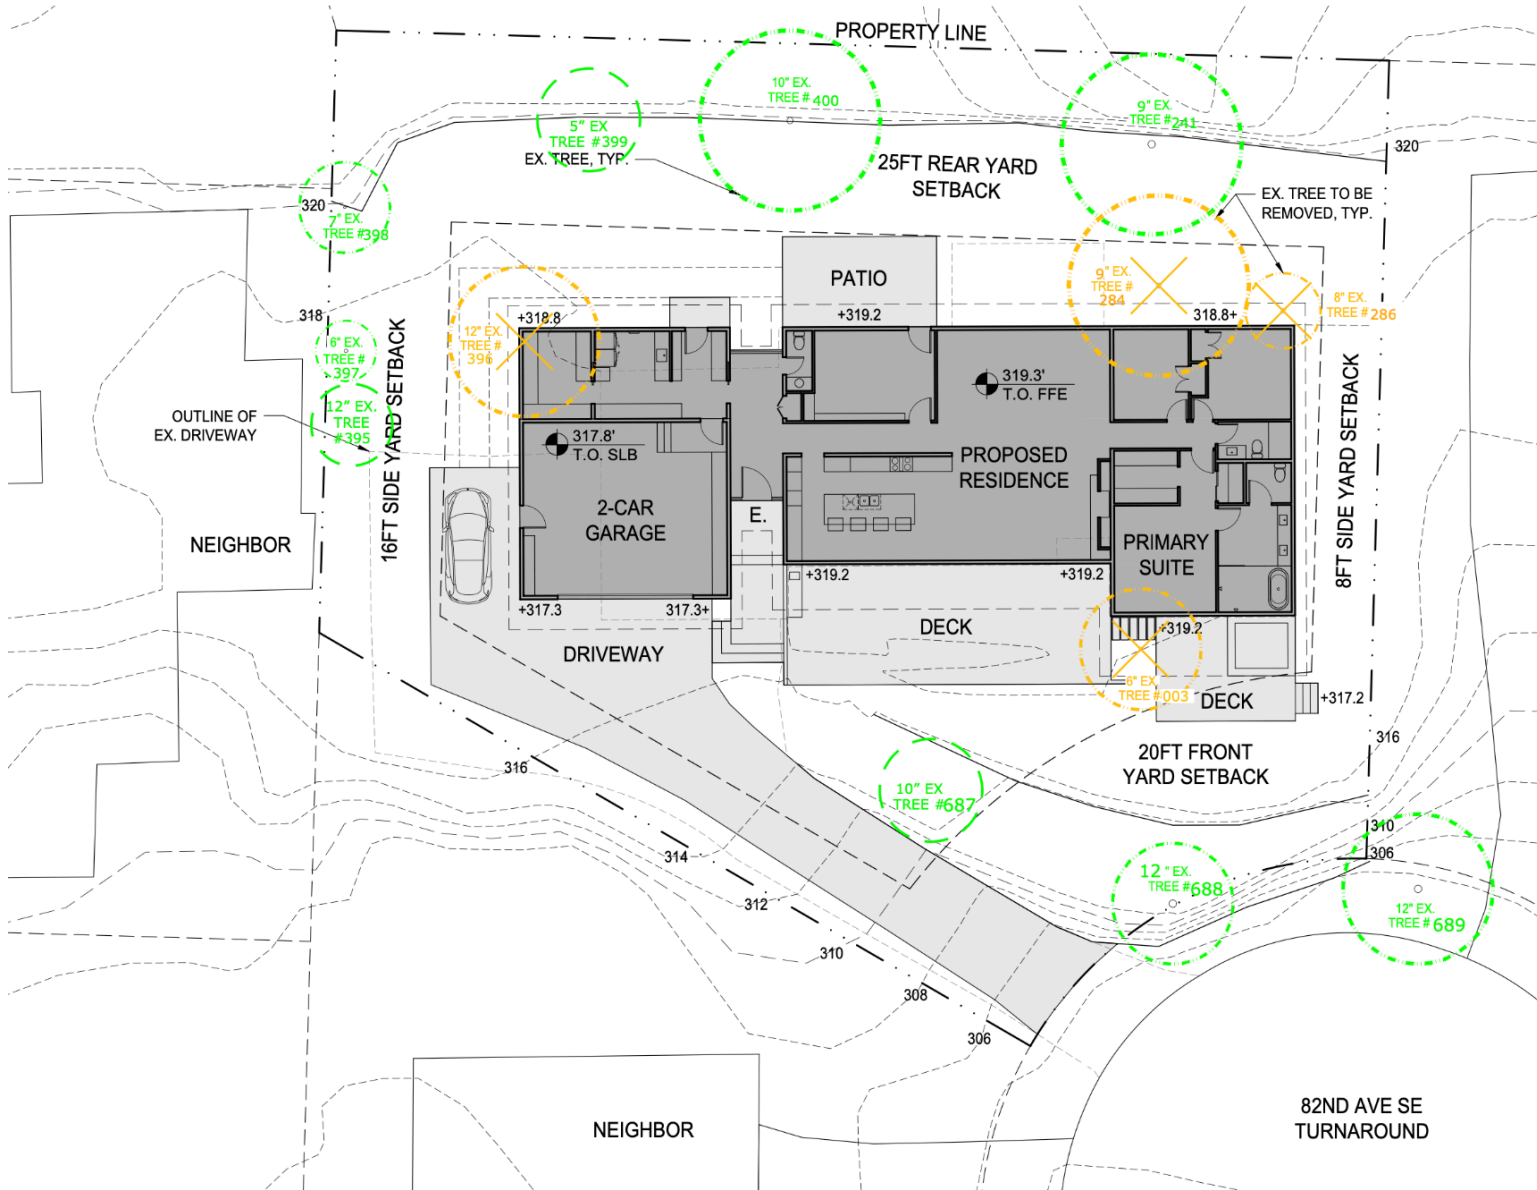 PROPERTY LINE
10" EX.
TREE # 400
5" EX
TREE #399
9" EX.
TREE # 241
EX. TREE, TYP.
25FT REAR YARD
SETBACK
320
EX. TREE TO BE
REMOVED, TYP.
320
7" EX.
TREE #398
PATIO
+319.2
9" EX.
TREE #
284
8" EX.
TREE # 286
318
+318.8
318.8+
12" EX.
TREE #
396
6" EX.
TREE #
397
16FT SIDE YARD SETBACK
8FT SIDE YARD SETBACK
319.3'
T.O. FFE
12" EX.
TREE
#395
OUTLINE OF
EX. DRIVEWAY
317.8'
T.O. SLB
PROPOSED
RESIDENCE
2-CAR
GARAGE
E.
NEIGHBOR
PRIMARY
SUITE
+319.2
+319.2
+317.3
317.3+
DECK
+319.2
DRIVEWAY
6" EX.
TREE #003
DECK
+317.2
316
20FT FRONT
YARD SETBACK
316
10" EX
TREE #687
310
306
314
12 " EX.
TREE #688
312
12" EX.
TREE # 689
310
308
306
82ND AVE SE
TURNAROUND
NEIGHBOR